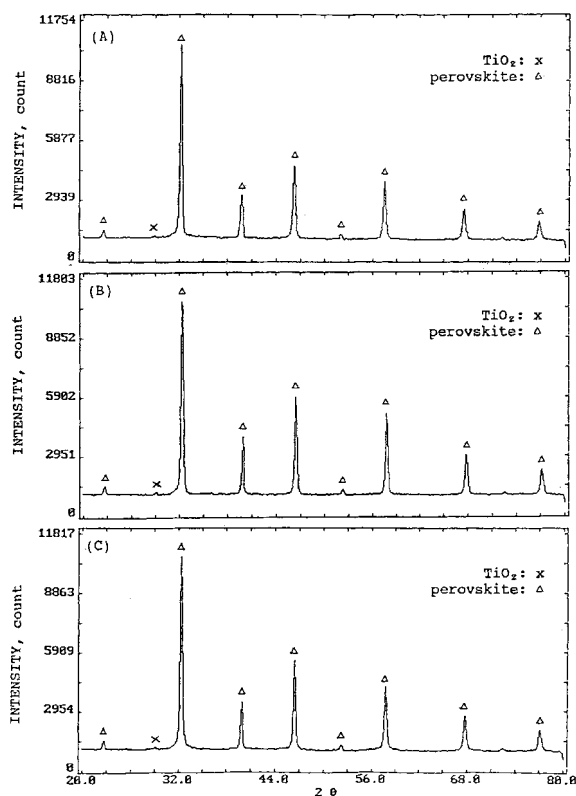 11754
(A)
TiO₂: x
perovskite: △
8816
5877
2939
0
INTENSITY, count
11803
(B)
TiO₂: x
perovskite: △
8852
5902
2951
0
INTENSITY, count
11817
(C)
TiO₂: x
perovskite: △
8863
5909
2954
0
INTENSITY, count
20.0 32.0 44.0 56.0 68.0 80.0
2 θ